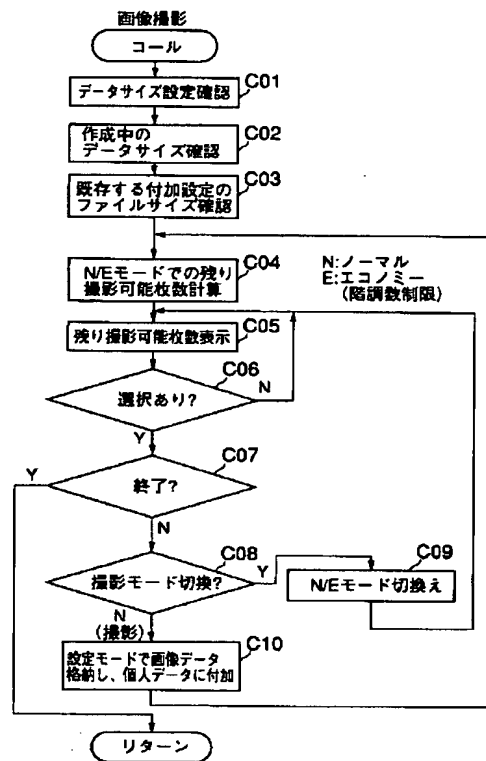 画像撮影
コール
C01
データサイズ設定確認
C02
作成中の
データサイズ確認
C03
既存する付加設定の
ファイルサイズ確認
C04
N/Eモードでの残り
撮影可能枚数計算
N:ノーマル
E:エコノミー
(階調数制限)
C05
残り撮影可能枚数表示
C06
選択あり?
N
Y
C07
終了?
Y
N
C08
撮影モード切換?
Y
N
(撮影)
C09
N/Eモード切換え
C10
設定モードで画像データ
格納し、個人データに付加
リターン